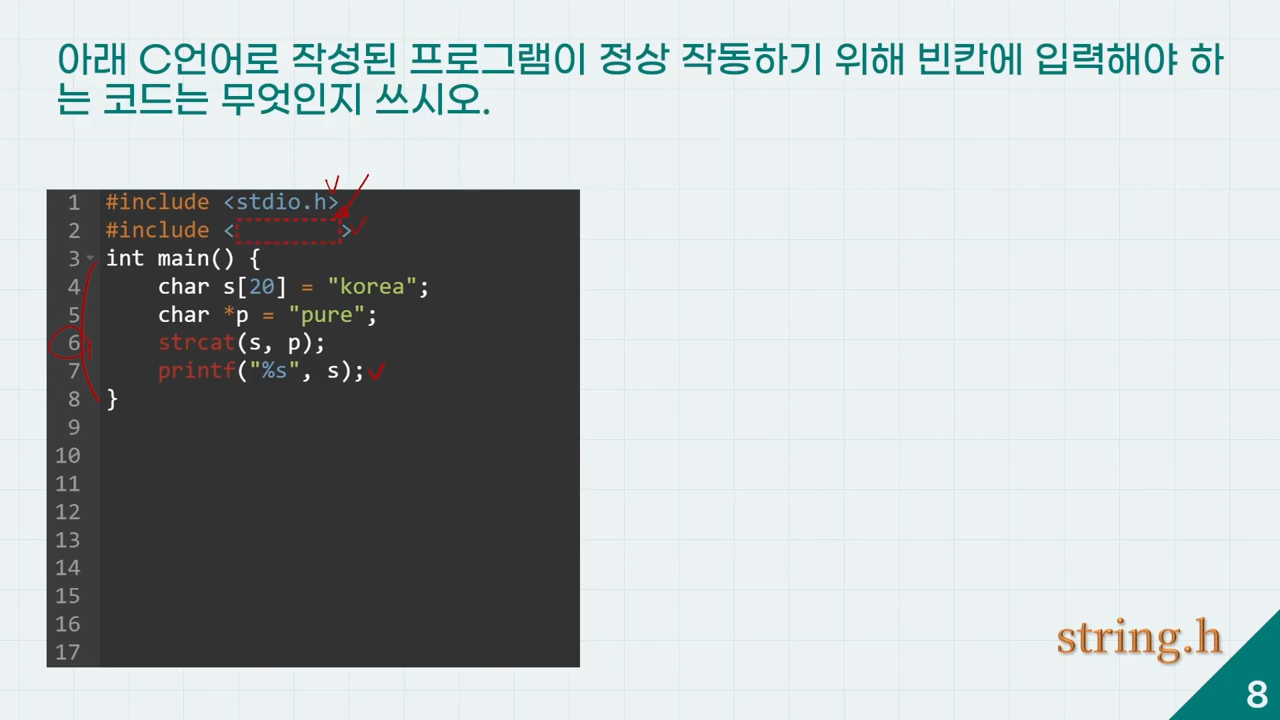 아래 C언어로 작성된 프로그램이 정상 작동하기 위해 빈칸에 입력해야 하
는 코드는 무엇인지 쓰시오.
1 #include <stdio.h>
2 #include < >
3 int main() {
4 char s[20] = "korea";
5 char *p = "pure";
6 strcat(s, p);
7 printf("%s", s);
8 }
9
10
11
12
13
14
15
16
17
string.h
8